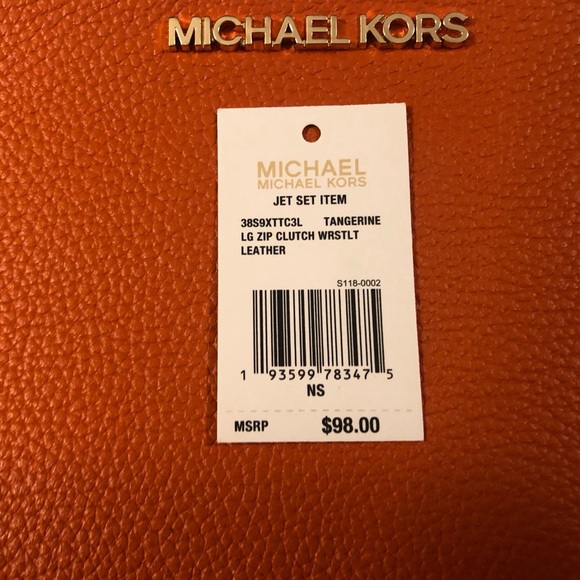 MICHAEL KORS
MICHAEL
MICHAEL KORS
JET SET ITEM
38S9XTTC3L TANGERINE
LG ZIP CLUTCH WRSTLT
LEATHER
S118-0002
1 93599 78347 5
NS
MSRP $98.00